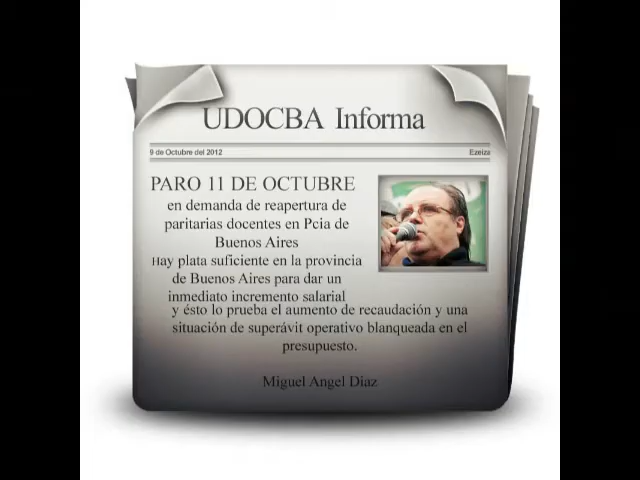 UDOCBA Informa
9 de Octubre del 2012 Ezeiza
PARO 11 DE OCTUBRE
en demanda de reapertura de
paritarias docentes en Pcia de
Buenos Aires
Hay plata suficiente en la provincia
de Buenos Aires para dar un
inmediato incremento salarial
y ésto lo prueba el aumento de recaudación y una
situación de superávit operativo blanqueada en el
presupuesto.
Miguel Angel Diaz